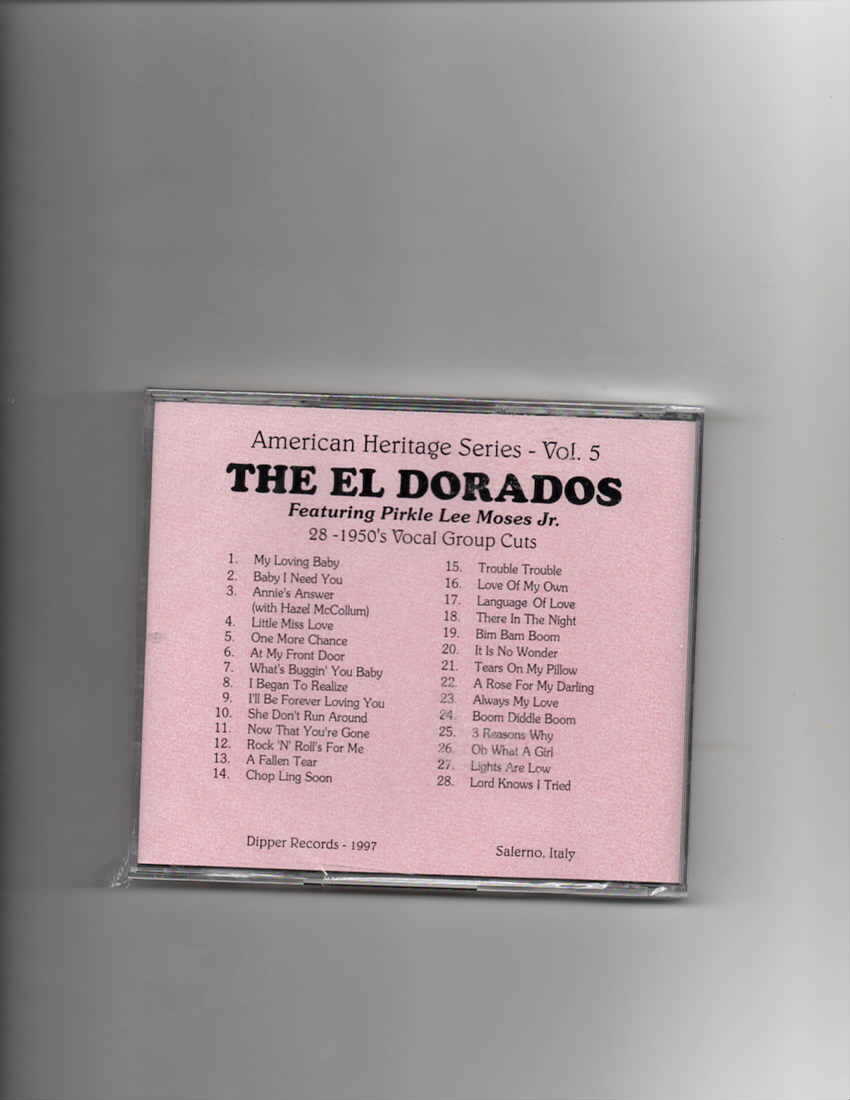 American Heritage Series - Vol. 5
THE EL DORADOS
Featuring Pirkle Lee Moses Jr.
28 -1950's Vocal Group Cuts
1. My Loving Baby
2. Baby I Need You
3. Annie's Answer
(with Hazel McCollum)
4. Little Miss Love
5. One More Chance
6. At My Front Door
7. What's Buggin' You Baby
8. I Began To Realize
9. I'll Be Forever Loving You
10. She Don't Run Around
11. Now That You're Gone
12. Rock 'N' Roll's For Me
13. A Fallen Tear
14. Chop Ling Soon
15. Trouble Trouble
16. Love Of My Own
17. Language Of Love
18. There In The Night
19. Bim Bam Boom
20. It Is No Wonder
21. Tears On My Pillow
22. A Rose For My Darling
23. Always My Love
24. Boom Diddle Boom
25. 3 Reasons Why
26. Oh What A Girl
27. Lights Are Low
28. Lord Knows I Tried
Dipper Records - 1997
Salerno, Italy